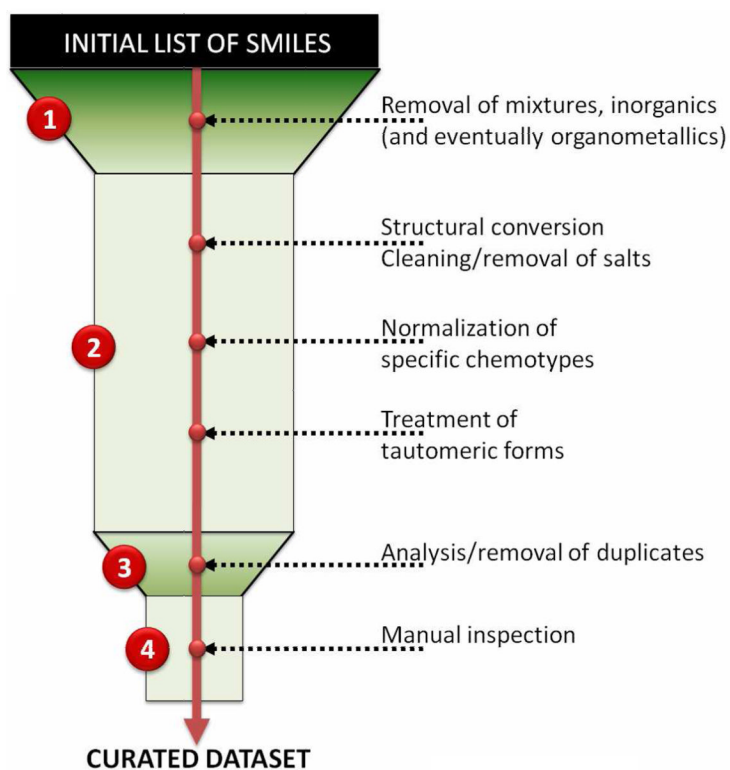 INITIAL LIST OF SMILES
1
Removal of mixtures, inorganics
(and eventually organometallics)
Structural conversion
Cleaning/removal of salts
2
Normalization of
specific chemotypes
Treatment of
tautomeric forms
3
Analysis/removal of duplicates
4
Manual inspection
CURATED DATASET